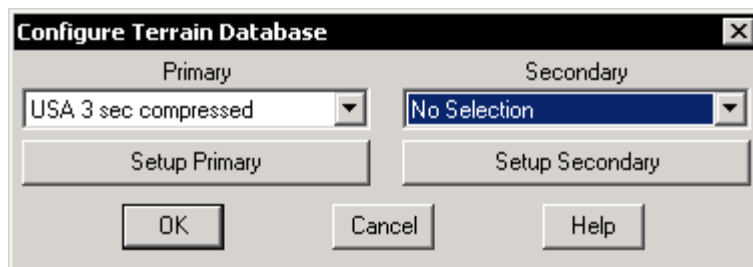 Configure Terrain Database
Primary
Secondary
USA 3 sec compressed
No Selection
Setup Primary
Setup Secondary
OK
Cancel
Help